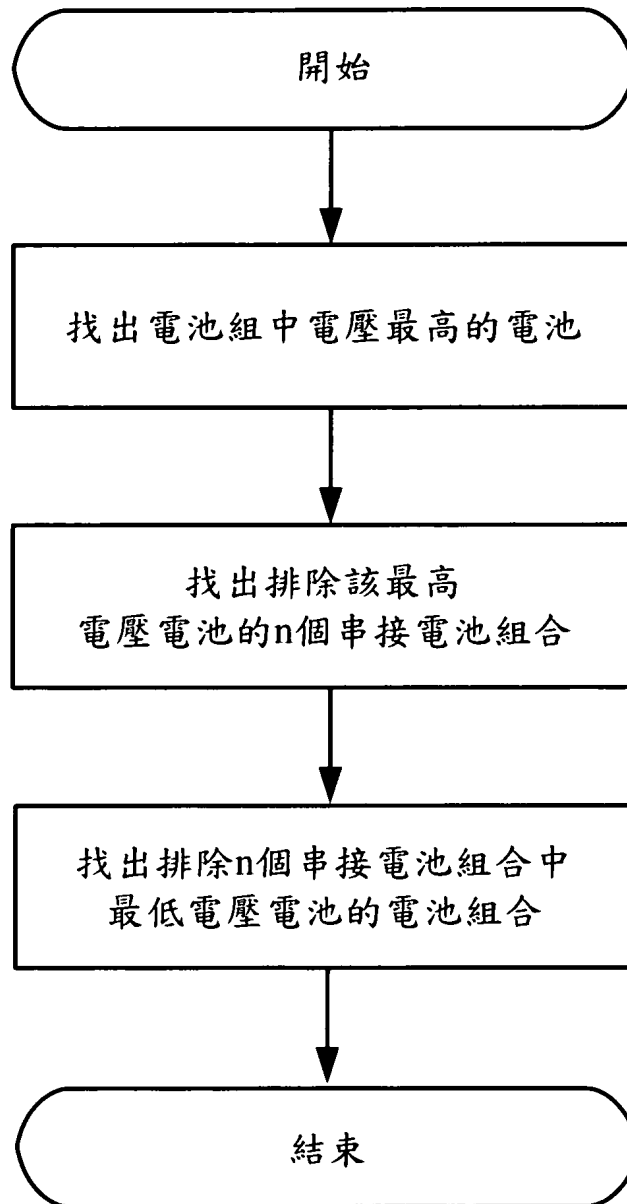 開始
找出電池組中電壓最高的電池
找出排除該最高
電壓電池的n個串接電池組合
找出排除n個串接電池組合中
最低電壓電池的電池組合
結束